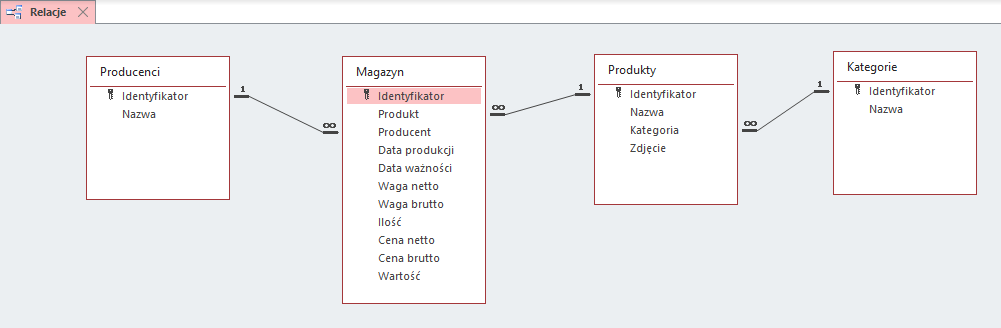 Relacje
Producenci
Identyfikator
Nazwa
1
∞
Magazyn
Identyfikator
Produkt
Producent
Data produkcji
Data ważności
Waga netto
Waga brutto
Ilość
Cena netto
Cena brutto
Wartość
∞
1
Produkty
Identyfikator
Nazwa
Kategoria
Zdjęcie
∞
1
Kategorie
Identyfikator
Nazwa